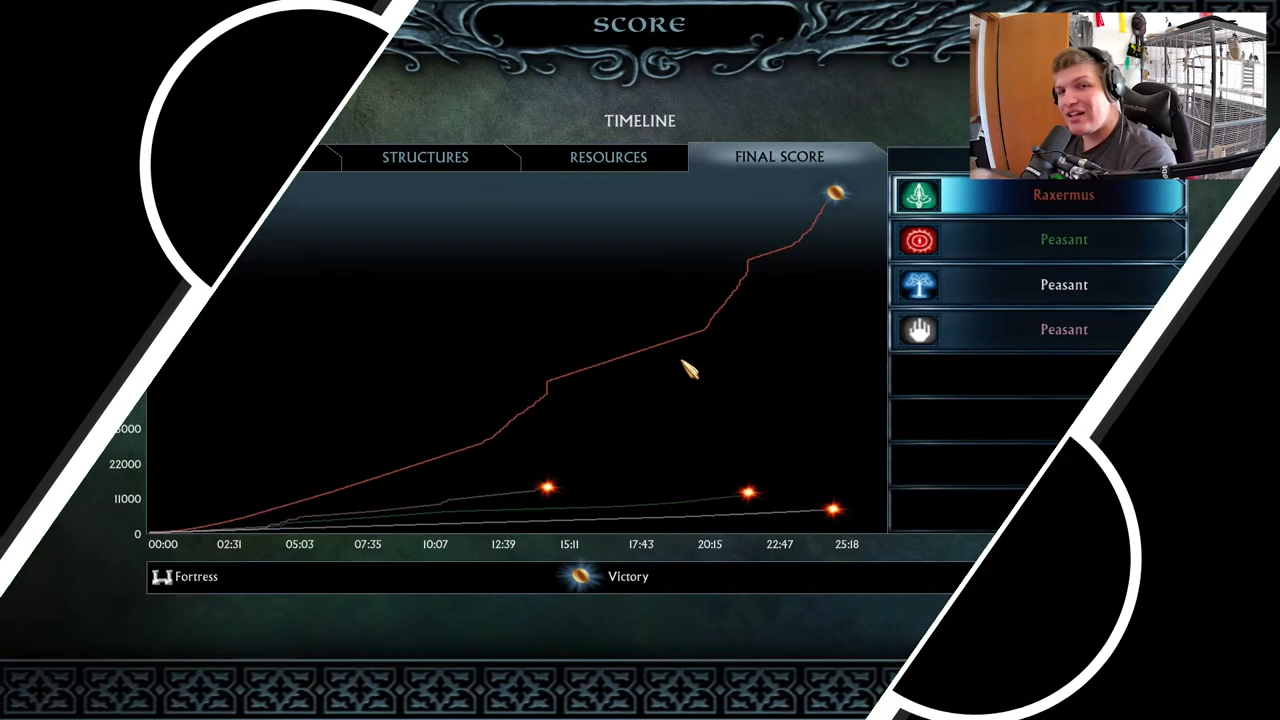 SCORE
TIMELINE
STRUCTURES
RESOURCES
FINAL SCORE
Raxermus
Peasant
Peasant
Peasant
22000
11000
0
00:00
02:31
05:03
07:35
10:07
12:39
15:11
17:43
20:15
22:47
25:18
Fortress
Victory